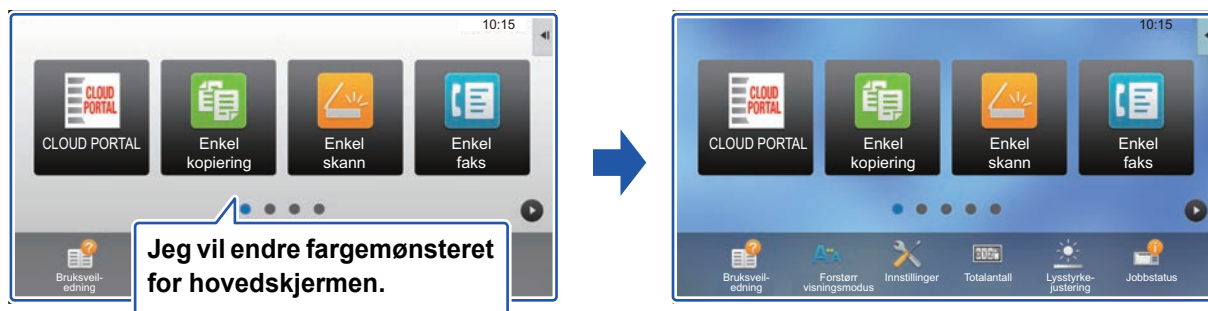 10:15
CLOUD
PORTAL
CLOUD PORTAL
Enkel
kopiering
Enkel
skann
Enkel
faks
Jeg vil endre fargemønsteret
for hovedskjermen.
Bruksveil-
edning
10:15
CLOUD
PORTAL
CLOUD PORTAL
Enkel
kopiering
Enkel
skann
Enkel
faks
Bruksveil-
edning
Forstørr
visningsmodus
Innstillinger
Totalantall
Lysstyrke-
justering
Jobbstatus